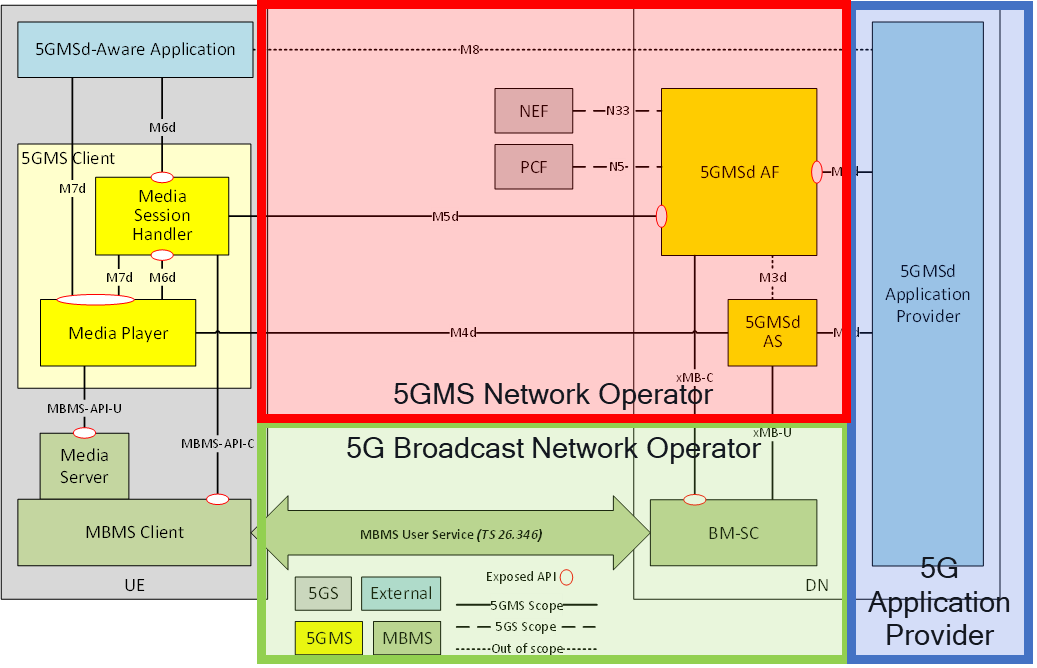 5GMSd-Aware Application
M8
M6d
5GMS Client
M7d
Media
Session
Handler
NEF
N33
PCF
N5
5GMSd AF
M5d
M7d
M6d
M3d
5GMSd
Application
Provider
Media Player
M4d
5GMSd
AS
xMB-C
5GMS Network Operator
MBMS-API-U
MBMS-API-C
xMB-U
5G Broadcast Network Operator
Media
Server
MBMS Client
MBMS User Service (TS 26.346)
BM-SC
UE
DN
5GS
External
5GMS
MBMS
Exposed API
5GMS Scope
5GS Scope
Out of scope
5G
Application
Provider